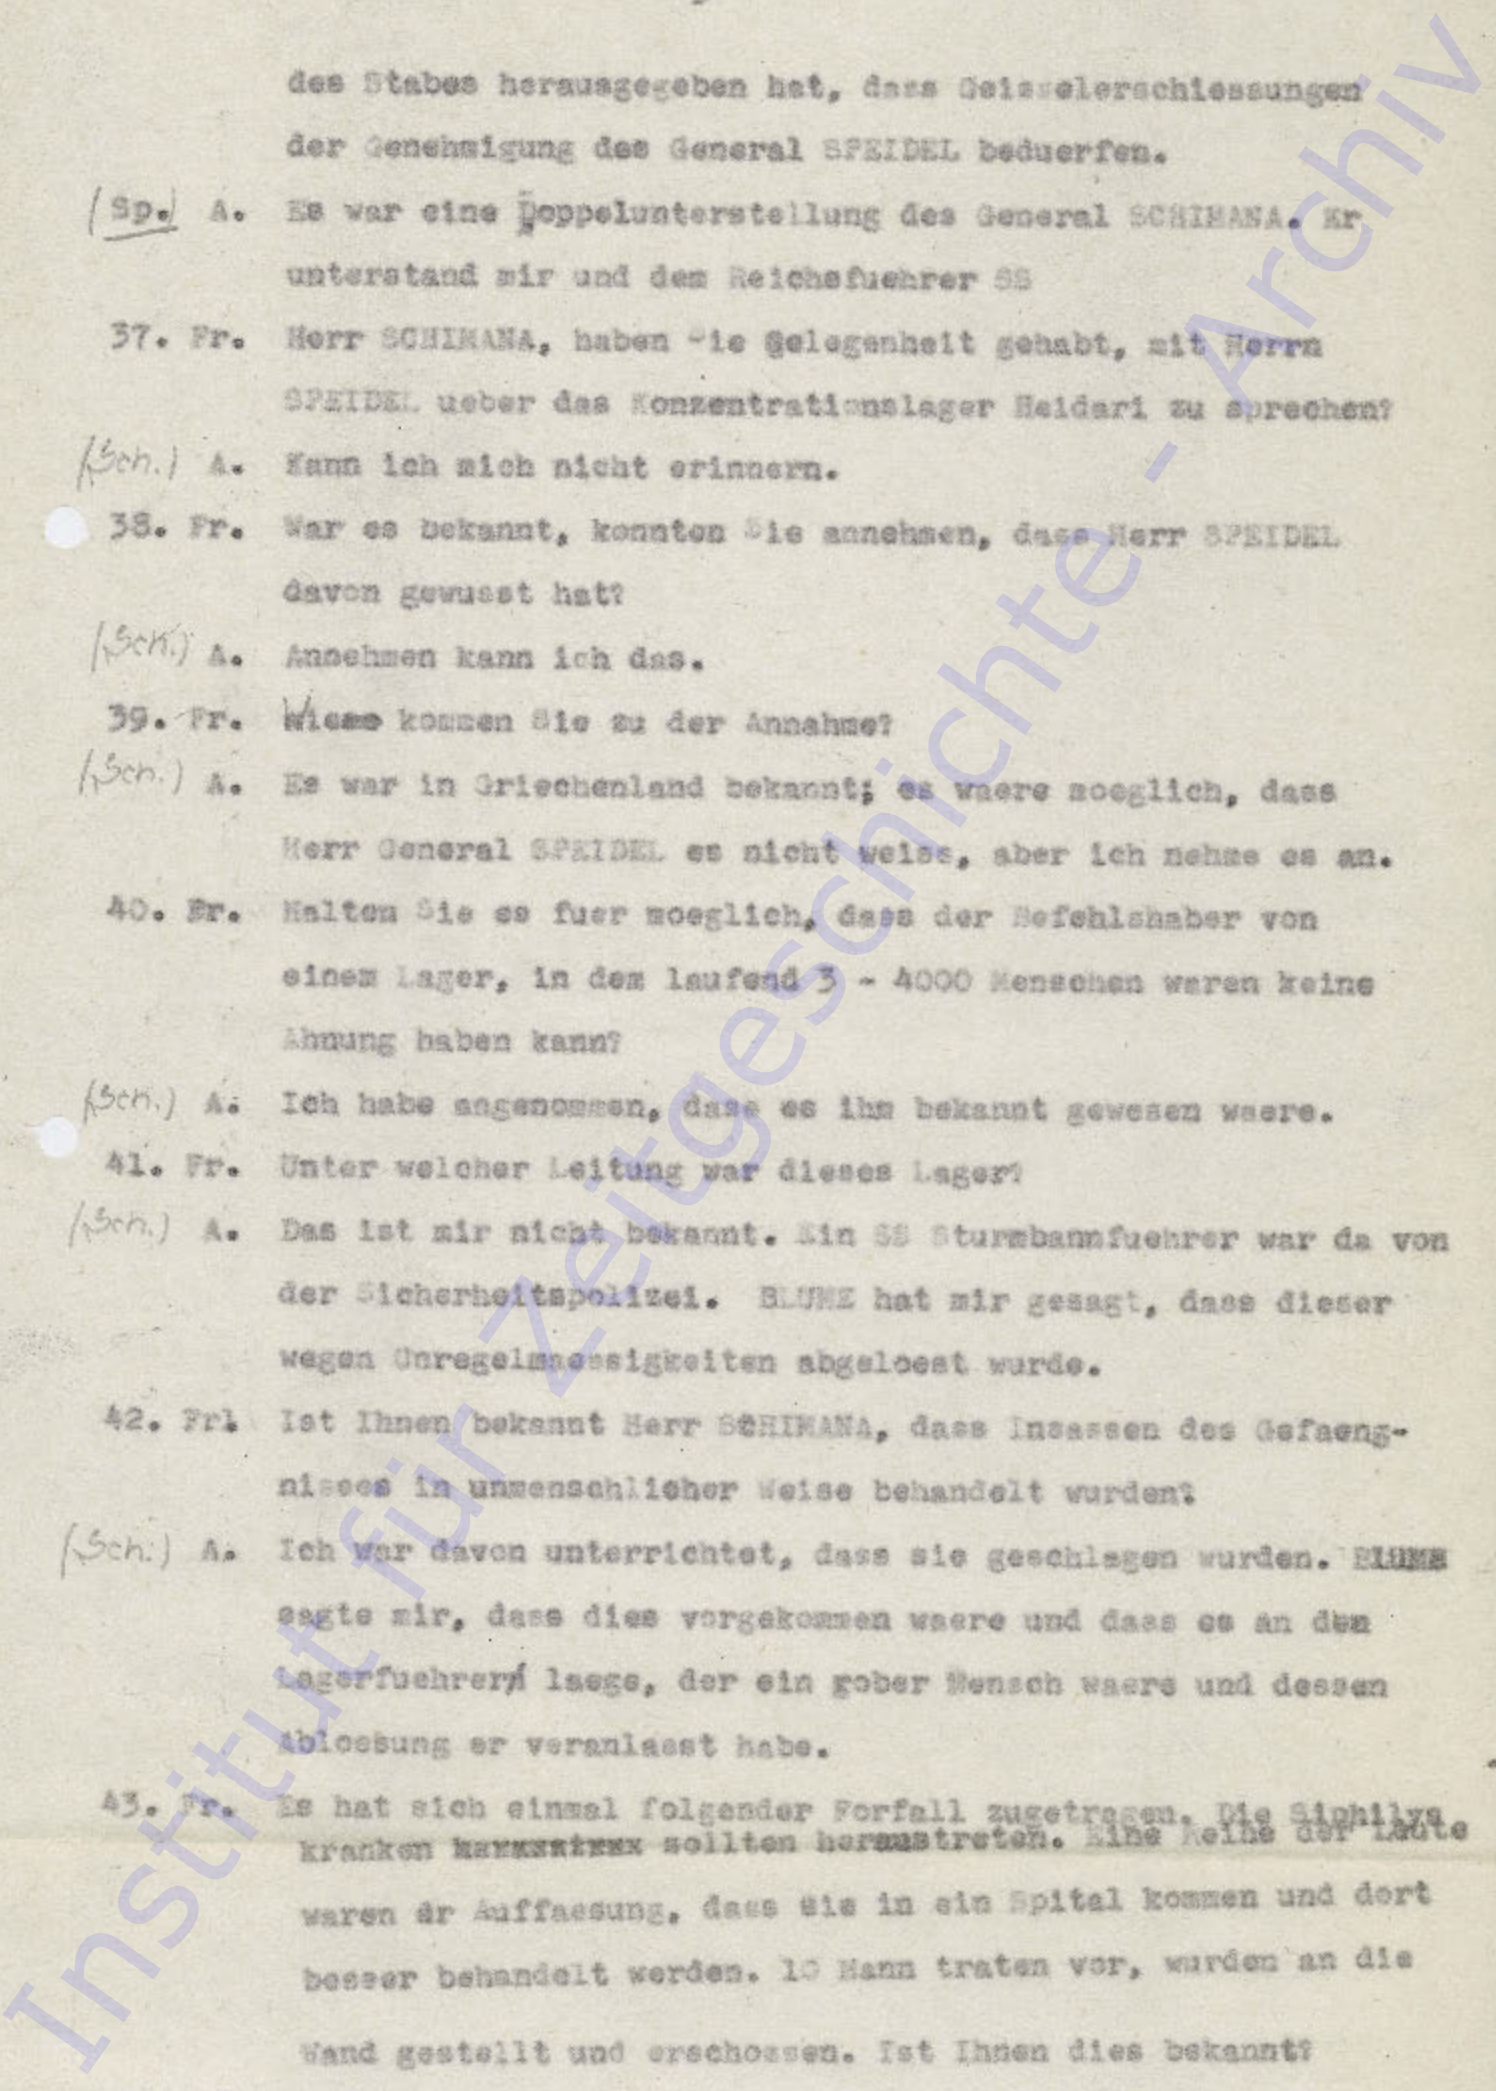 des Stabes herausgegeben hat, dass Geisselerschiessungen
der Genehmigung des General SPEIDEL beduerfen.
(Sp.) A. Es war eine Doppelunterstellung des General SCHIMANA. Er
unterstand mir und dem Reichsfuehrer SS
37. Fr. Herr SCHIMANA, haben Sie Gelegenheit gehabt, mit Herrn
SPEIDEL ueber das Konzentrationslager Heidari zu sprechen?
(Sch.) A. Kann ich mich nicht erinnern.
38. Fr. War es bekannt, konnten Sie annehmen, dass Herr SPEIDEL
davon gewusst hat?
(Sch.) A. Annehmen kann ich das.
39. Fr. Wieso kommen Sie zu der Annahme?
(Sch.) A. Es war in Griechenland bekannt; es waere moeglich, dass
Herr General SPEIDEL es nicht weiss, aber ich nehme es an.
40. Fr. Halten Sie es fuer moeglich, dass der Befehlshaber von
einem Lager, in dem laufend 3 - 4000 Menschen waren keine
Ahnung haben kann?
(Sch.) A. Ich habe angenommen, dass es ihm bekannt gewesen waere.
41. Fr. Unter welcher Leitung war dieses Lager?
(Sch.) A. Das ist mir nicht bekannt. Ein SS Sturmbannfuehrer war da von
der Sicherheitspolizei. BLUME hat mir gesagt, dass dieser
wegen Unregelmaessigkeiten abgeloest wurde.
42. Frl Ist Ihnen bekannt Herr SCHIMANA, dass Insassen des Gefaeng-
nisses in unmenschlicher Weise behandelt wurden?
(Sch.) A. Ich war davon unterrichtet, dass sie geschlagen wurden. BLUME
sagte mir, dass dies vorgekommen waere und dass es an den
Lagerfuehrer laege, der ein gober Mensch waere und dessen
Abloesung er veranlasst habe.
43. Fr. Es hat sich einmal folgender Forfall zugetragen. Die Siphilys
kranken sollten heraustreten. Eine Reihe der Leute
waren dr Auffassung, dass sie in ein Spital kommen und dort
besser behandelt werden. 10 Mann traten vor, wurden an die
Wand gestellt und erschossen. Ist Ihnen dies bekannt?
Institut für Zeitgeschichte - Archiv